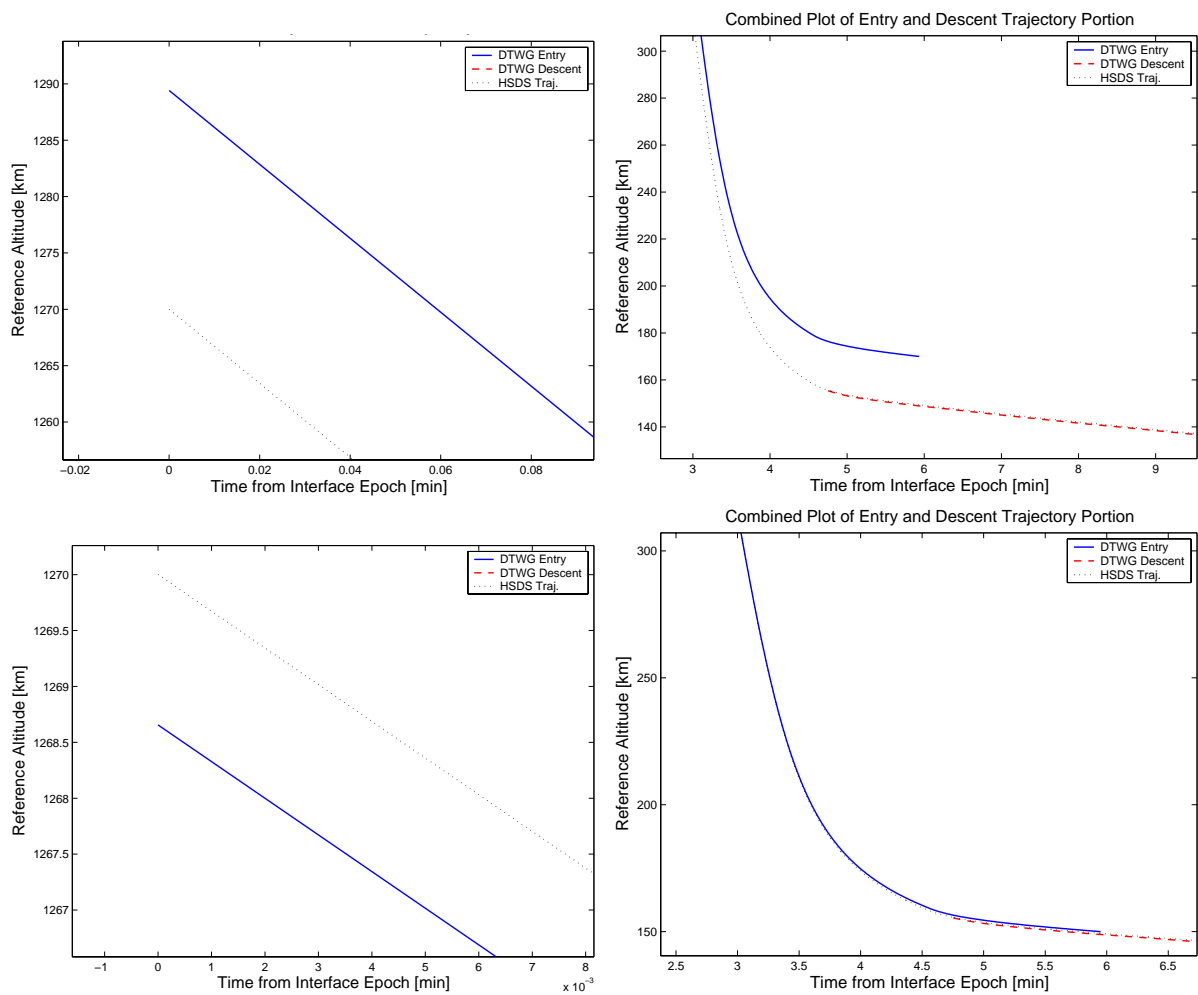 Combined Plot of Entry and Descent Trajectory Portion
DTWG Entry
DTWG Descent
HSDS Traj.
Reference Altitude [km]
1290
1285
1280
1275
1270
1265
1260
−0.02
0
0.02
0.04
0.06
0.08
Time from Interface Epoch [min]
DTWG Entry
DTWG Descent
HSDS Traj.
Reference Altitude [km]
300
280
260
240
220
200
180
160
140
3
4
5
6
7
8
9
Time from Interface Epoch [min]
DTWG Entry
DTWG Descent
HSDS Traj.
Reference Altitude [km]
1270
1269.5
1269
1268.5
1268
1267.5
1267
−1
0
1
2
3
4
5
6
7
8
x 10⁻³
Time from Interface Epoch [min]
Combined Plot of Entry and Descent Trajectory Portion
DTWG Entry
DTWG Descent
HSDS Traj.
Reference Altitude [km]
300
250
200
150
2.5
3
3.5
4
4.5
5
5.5
6
6.5
Time from Interface Epoch [min]